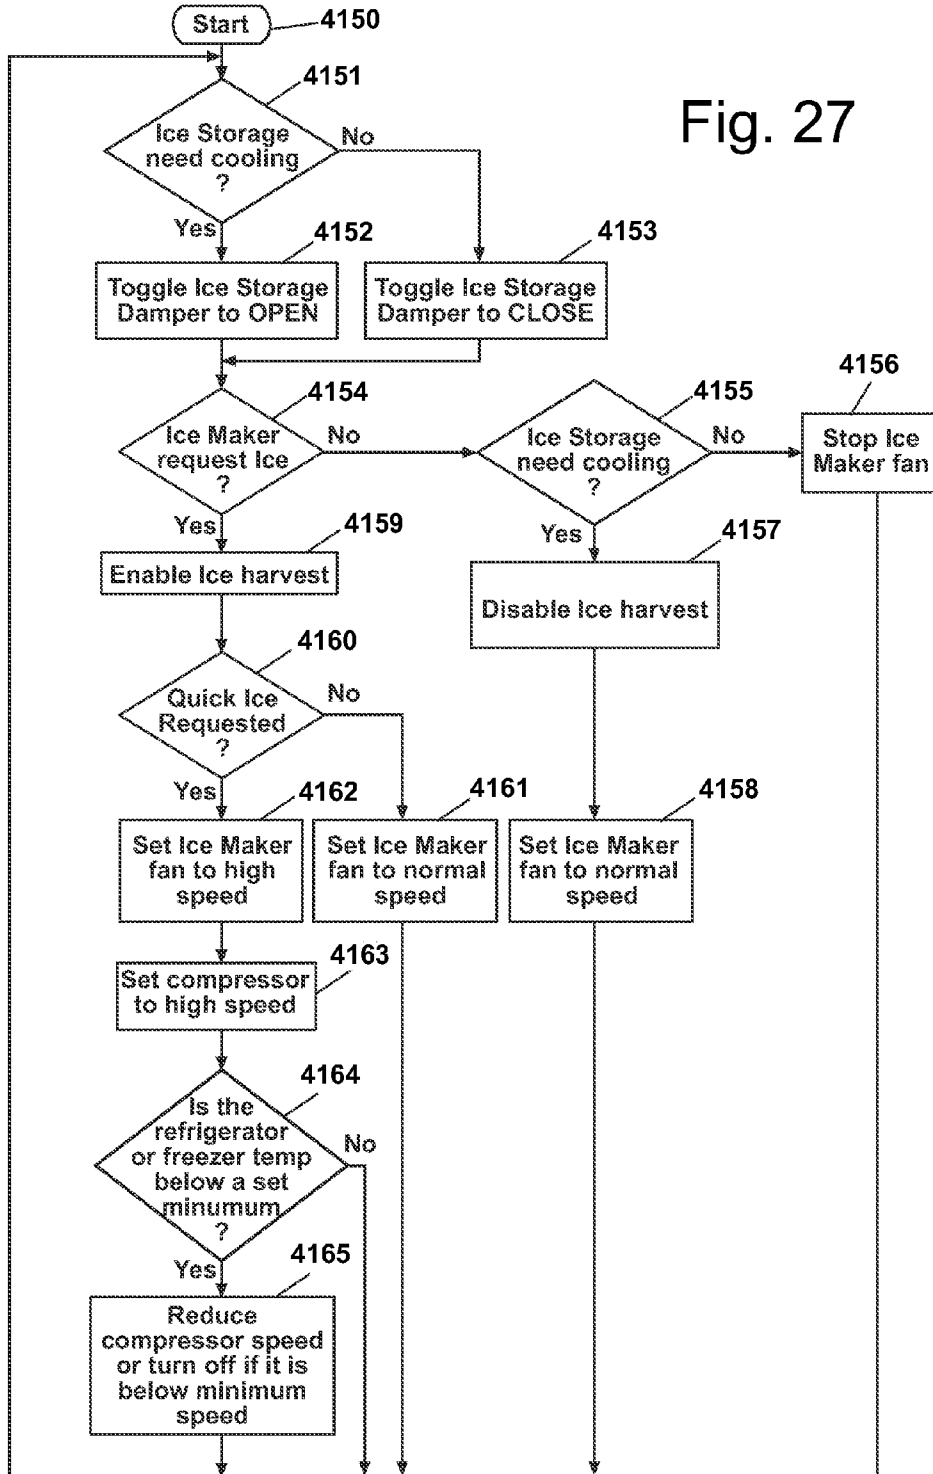 Start
4150
4151
Fig. 27
Ice Storage
need cooling
?
No
Yes
4152
4153
Toggle Ice Storage
Damper to OPEN
Toggle Ice Storage
Damper to CLOSE
4154
4155
4156
Ice Maker
request Ice
?
No
Ice Storage
need cooling
?
No
Stop Ice
Maker fan
Yes
4159
Yes
4157
Enable Ice harvest
Disable Ice harvest
4160
Quick Ice
Requested
?
No
Yes
4162
4161
4158
Set Ice Maker
fan to high
speed
Set Ice Maker
fan to normal
speed
Set Ice Maker
fan to normal
speed
4163
Set compressor
to high speed
4164
Is the
refrigerator
or freezer temp
below a set
minumum
?
No
Yes
4165
Reduce
compressor speed
or turn off if it is
below minimum
speed